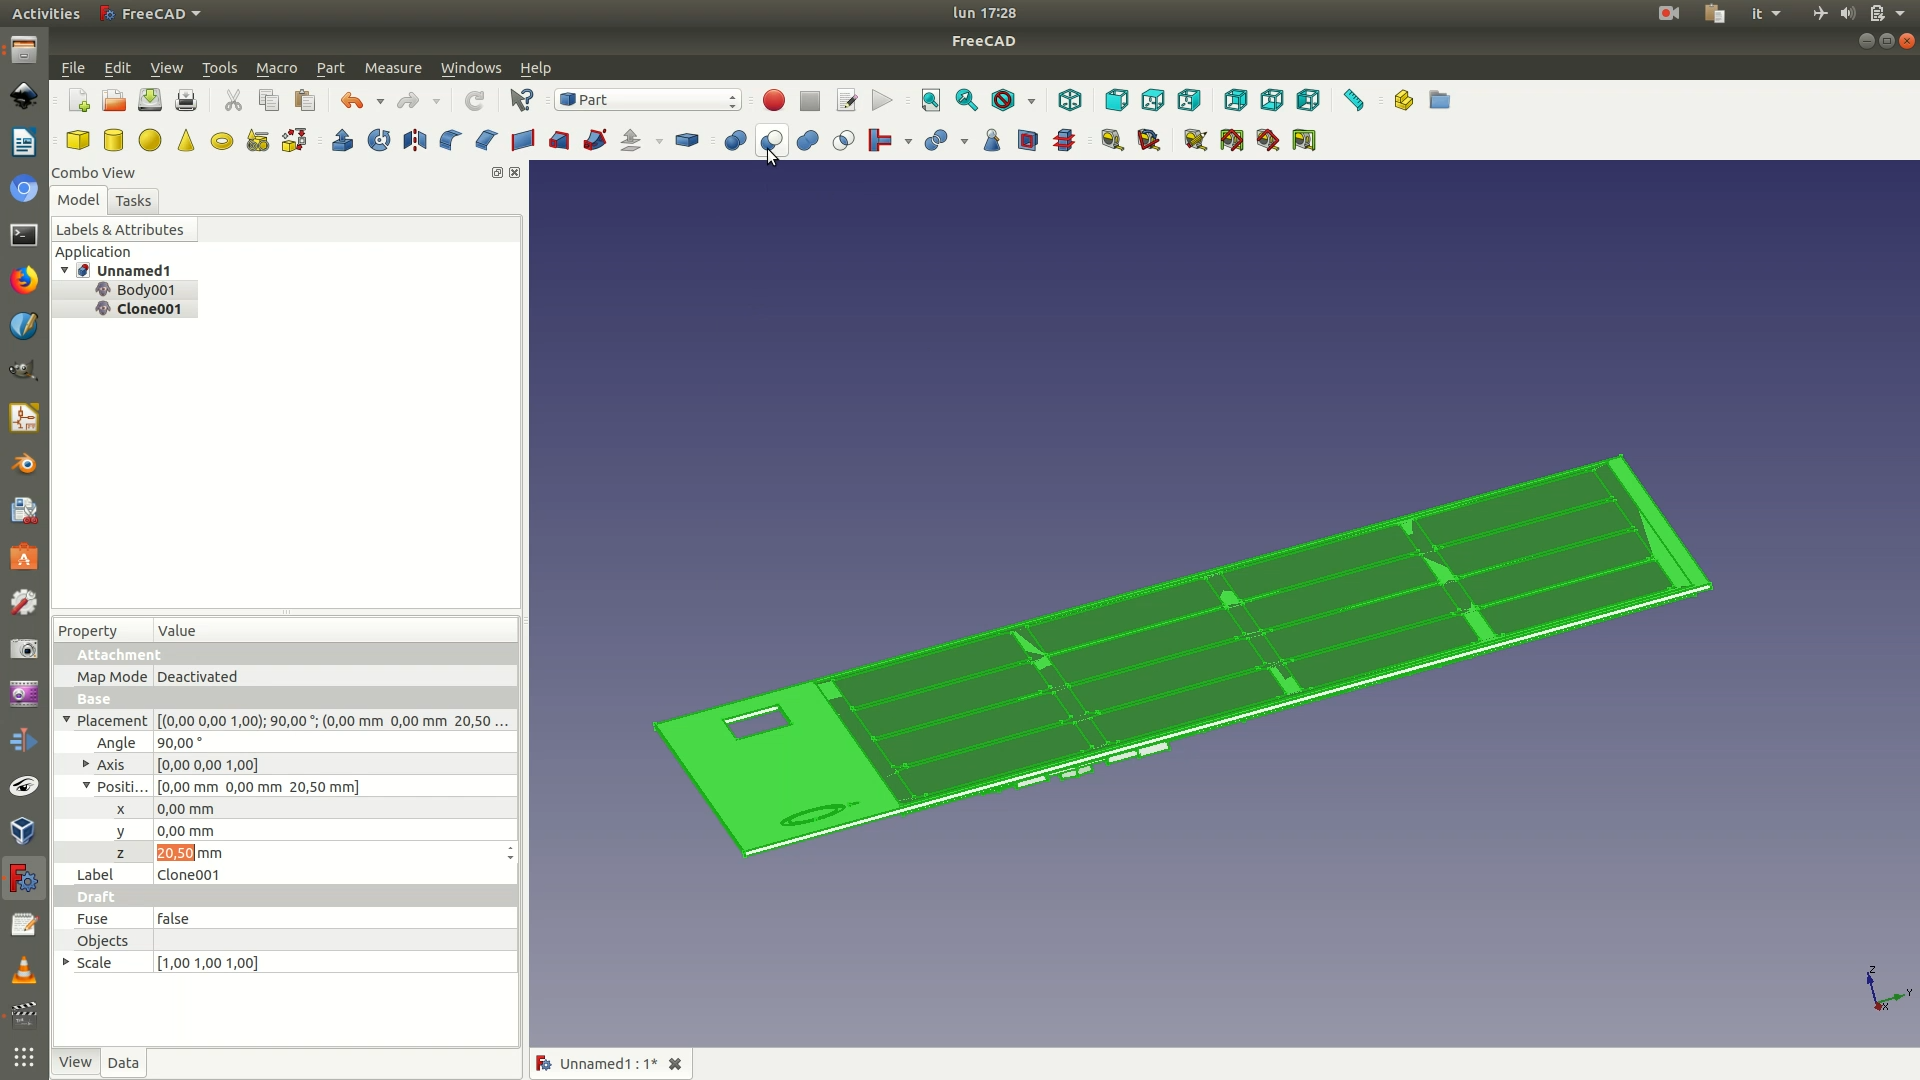 Activities FreeCAD lun 17:28 it
FreeCAD
File Edit View Tools Macro Part Measure Windows Help
Part
Combo View
Model Tasks
Labels & Attributes
Application
Unnamed1
Body001
Clone001
Property Value
Attachment
Map Mode Deactivated
Base
Placement [(0,00 0,00 1,00); 90,00 °; (0,00 mm 0,00 mm 20,50 ...
Angle 90,00 °
Axis [0,00 0,00 1,00]
Positi... [0,00 mm 0,00 mm 20,50 mm]
x 0,00 mm
y 0,00 mm
z 20,50 mm
Label Clone001
Draft
Fuse false
Objects
Scale [1,00 1,00 1,00]
Z
Y
X
View Data
Unnamed1 : 1*